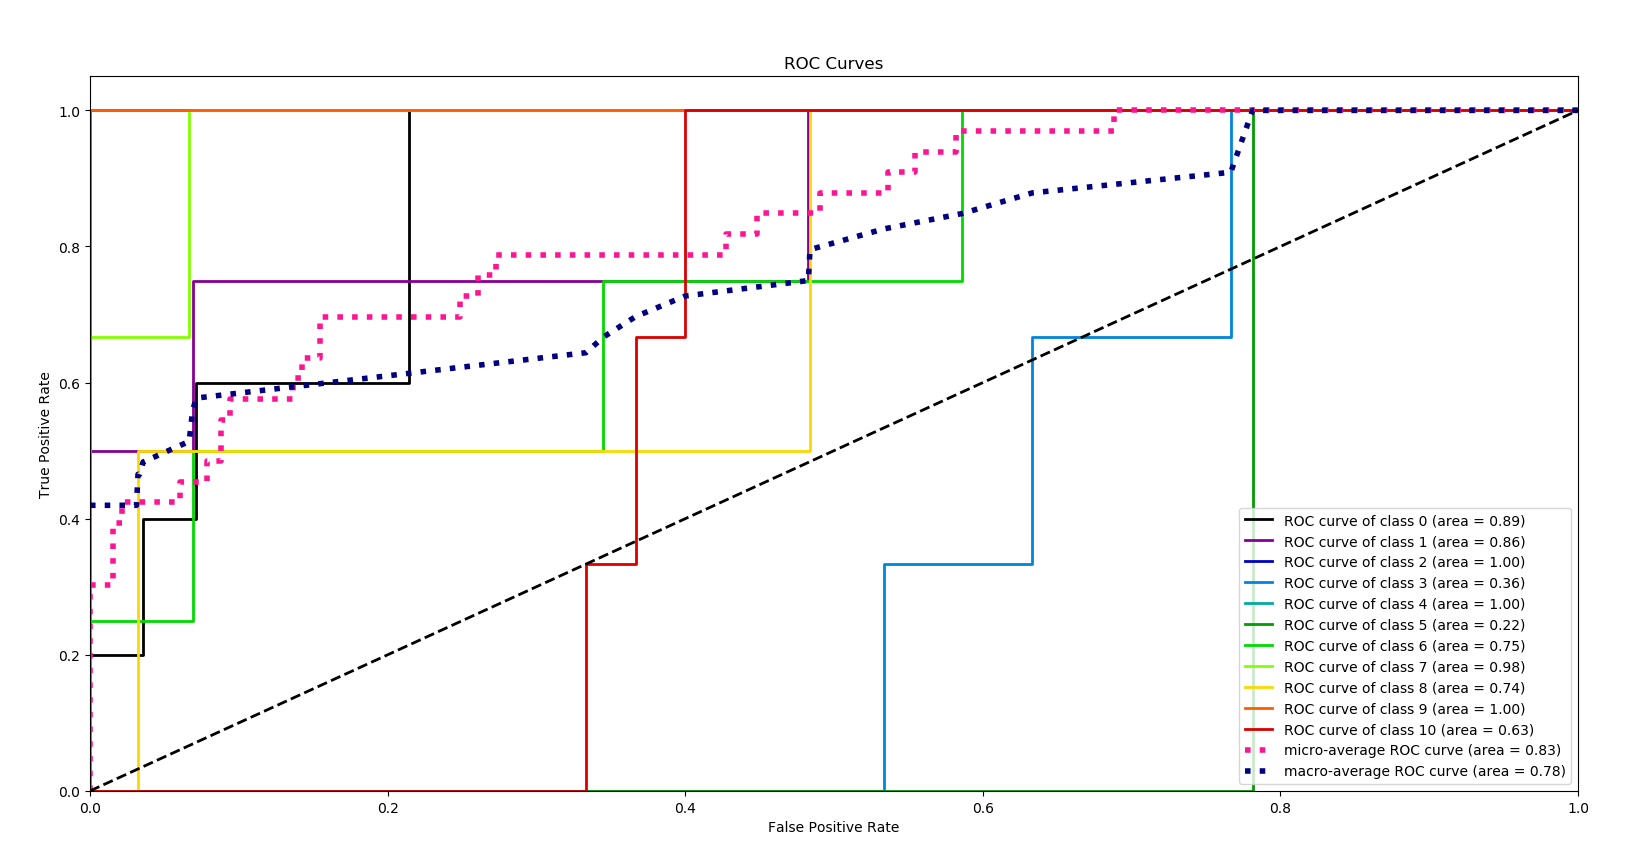 ROC Curves
True Positive Rate
1.0
0.8
0.6
0.4
0.2
0.0
ROC curve of class 0 (area = 0.89)
ROC curve of class 1 (area = 0.86)
ROC curve of class 2 (area = 1.00)
ROC curve of class 3 (area = 0.36)
ROC curve of class 4 (area = 1.00)
ROC curve of class 5 (area = 0.22)
ROC curve of class 6 (area = 0.75)
ROC curve of class 7 (area = 0.98)
ROC curve of class 8 (area = 0.74)
ROC curve of class 9 (area = 1.00)
ROC curve of class 10 (area = 0.63)
micro-average ROC curve (area = 0.83)
macro-average ROC curve (area = 0.78)
0.0 0.2 0.4 0.6 0.8 1.0
False Positive Rate